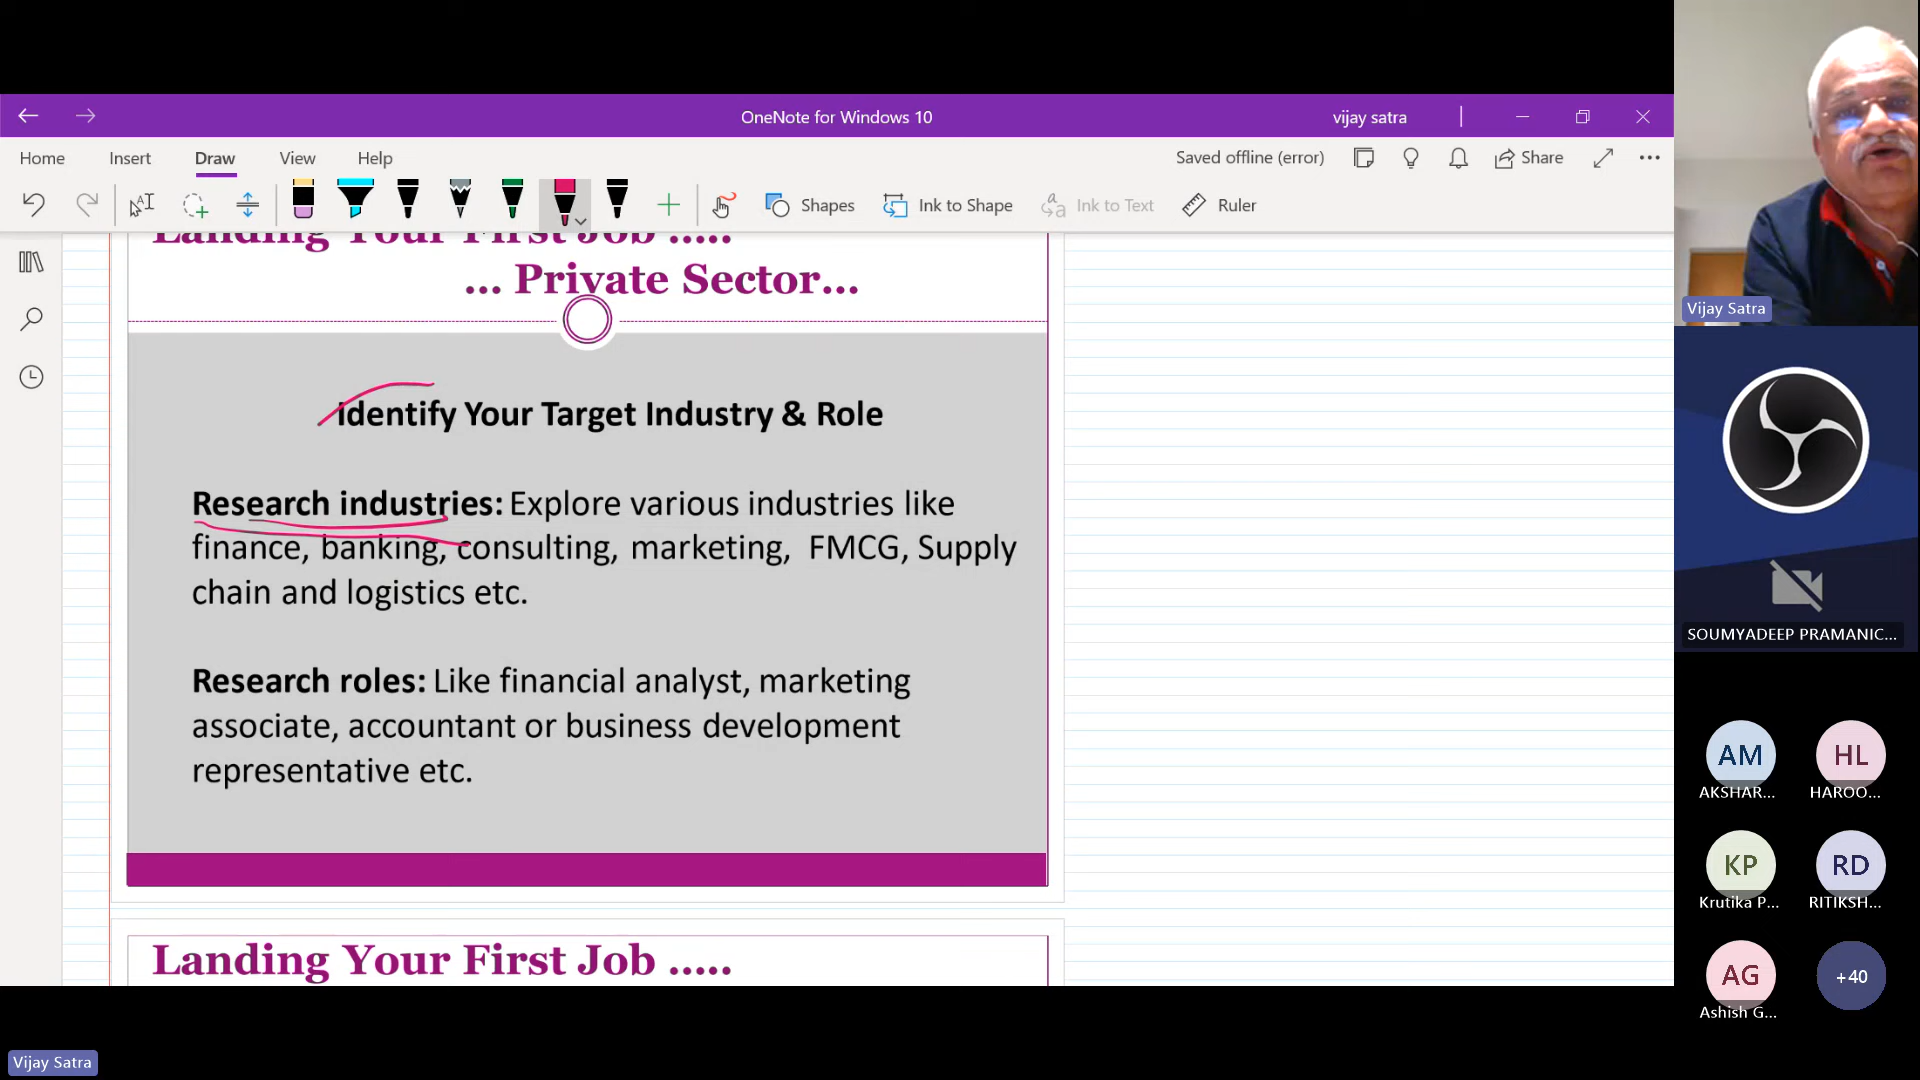 OneNote for Windows 10
vijay satra
Home Insert Draw View Help
Saved offline (error) Share
Shapes Ink to Shape Ink to Text Ruler
Landing Your First Job .....
... Private Sector...
Identify Your Target Industry & Role
Research industries: Explore various industries like
finance, banking, consulting, marketing, FMCG, Supply
chain and logistics etc.
Research roles: Like financial analyst, marketing
associate, accountant or business development
representative etc.
Landing Your First Job .....
Vijay Satra
SOUMYADEEP PRAMANIC...
AM HL
AKSHAR... HAROO...
KP RD
Krutika P... RITIKSH...
AG +40
Ashish G...
Vijay Satra